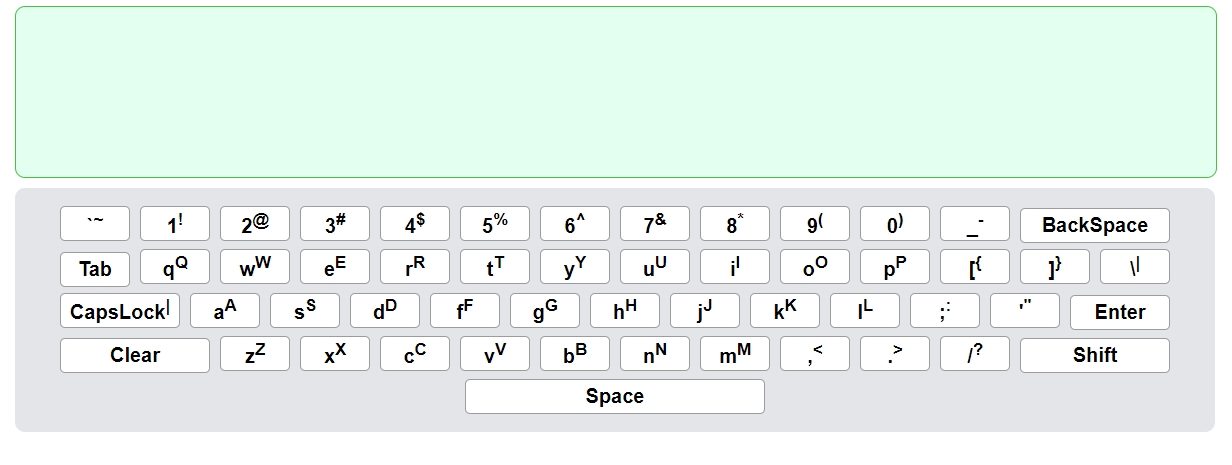 `~ 1! 2@ 3# 4$ 5% 6^ 7& 8* 9( 0) _- BackSpace
Tab qQ wW eE rR tT yY uU iI oO pP [{ ]} \|
CapsLock| aA sS dD fF gG hH jJ kK lL ;: '" Enter
Clear zZ xX cC vV bB nN mM ,< .> /? Shift
Space